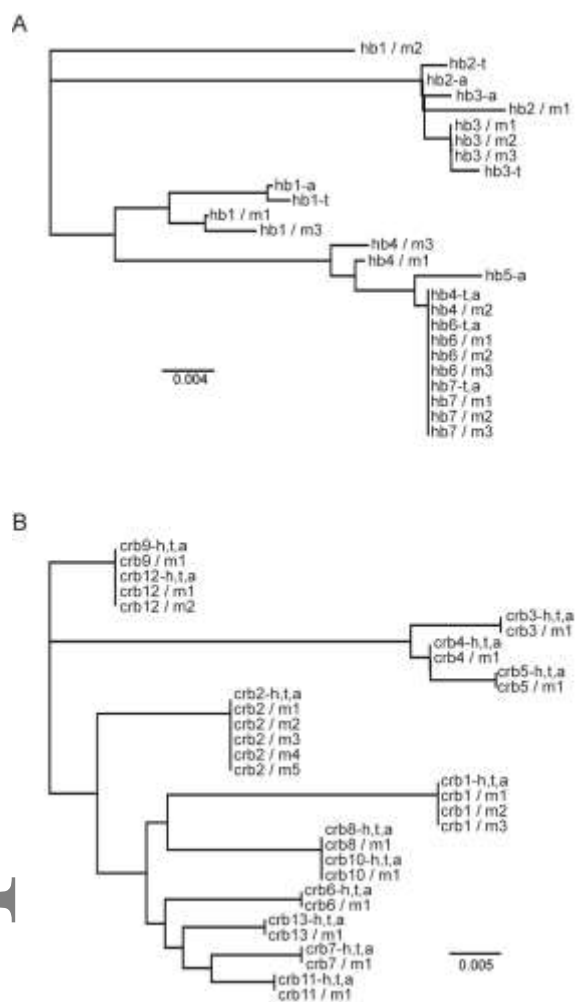 A
hb1 / m2
hb2-t
hb2-a
hb3-a
hb2 / m1
hb3 / m1
hb3 / m2
hb3 / m3
hb3-t
hb1-a
hb1-t
hb1 / m1
hb1 / m3
hb4 / m3
hb4 / m1
hb5-a
hb4-t,a
hb4 / m2
hb6-t,a
hb6 / m1
hb6 / m2
hb6 / m3
hb7-t,a
hb7 / m1
hb7 / m2
hb7 / m3
0.004
B
crb9-h,t,a
crb9 / m1
crb12-h,t,a
crb12 / m1
crb12 / m2
crb3-h,t,a
crb3 / m1
crb4-h,t,a
crb4 / m1
crb5-h,t,a
crb5 / m1
crb2-h,t,a
crb2 / m1
crb2 / m2
crb2 / m3
crb2 / m4
crb2 / m5
crb1-h,t,a
crb1 / m1
crb1 / m2
crb1 / m3
crb8-h,t,a
crb8 / m1
crb10-h,t,a
crb10 / m1
crb6-h,t,a
crb6 / m1
crb13-h,t,a
crb13 / m1
crb7-h,t,a
crb7 / m1
crb11-h,t,a
crb11 / m1
0.005